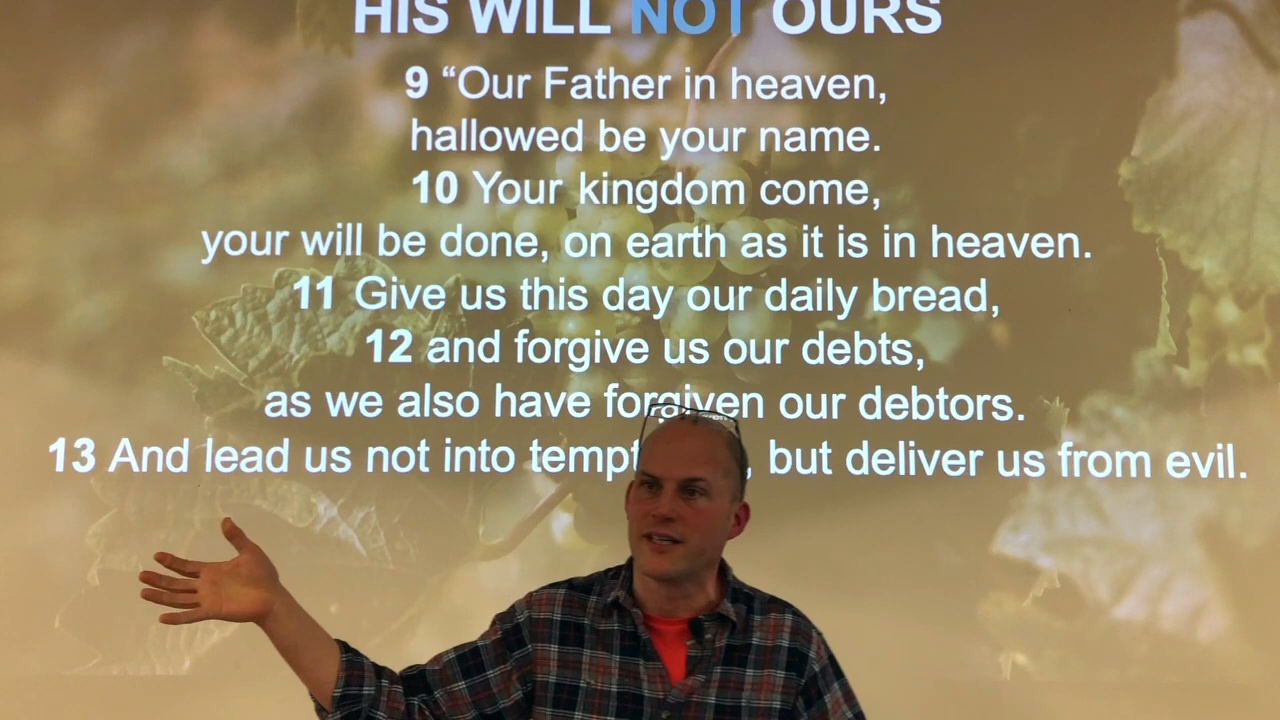 HIS WILL NOT OURS
9 “Our Father in heaven,
hallowed be your name.
10 Your kingdom come,
your will be done, on earth as it is in heaven.
11 Give us this day our daily bread,
12 and forgive us our debts,
as we also have forgiven our debtors.
13 And lead us not into tempt , but deliver us from evil.